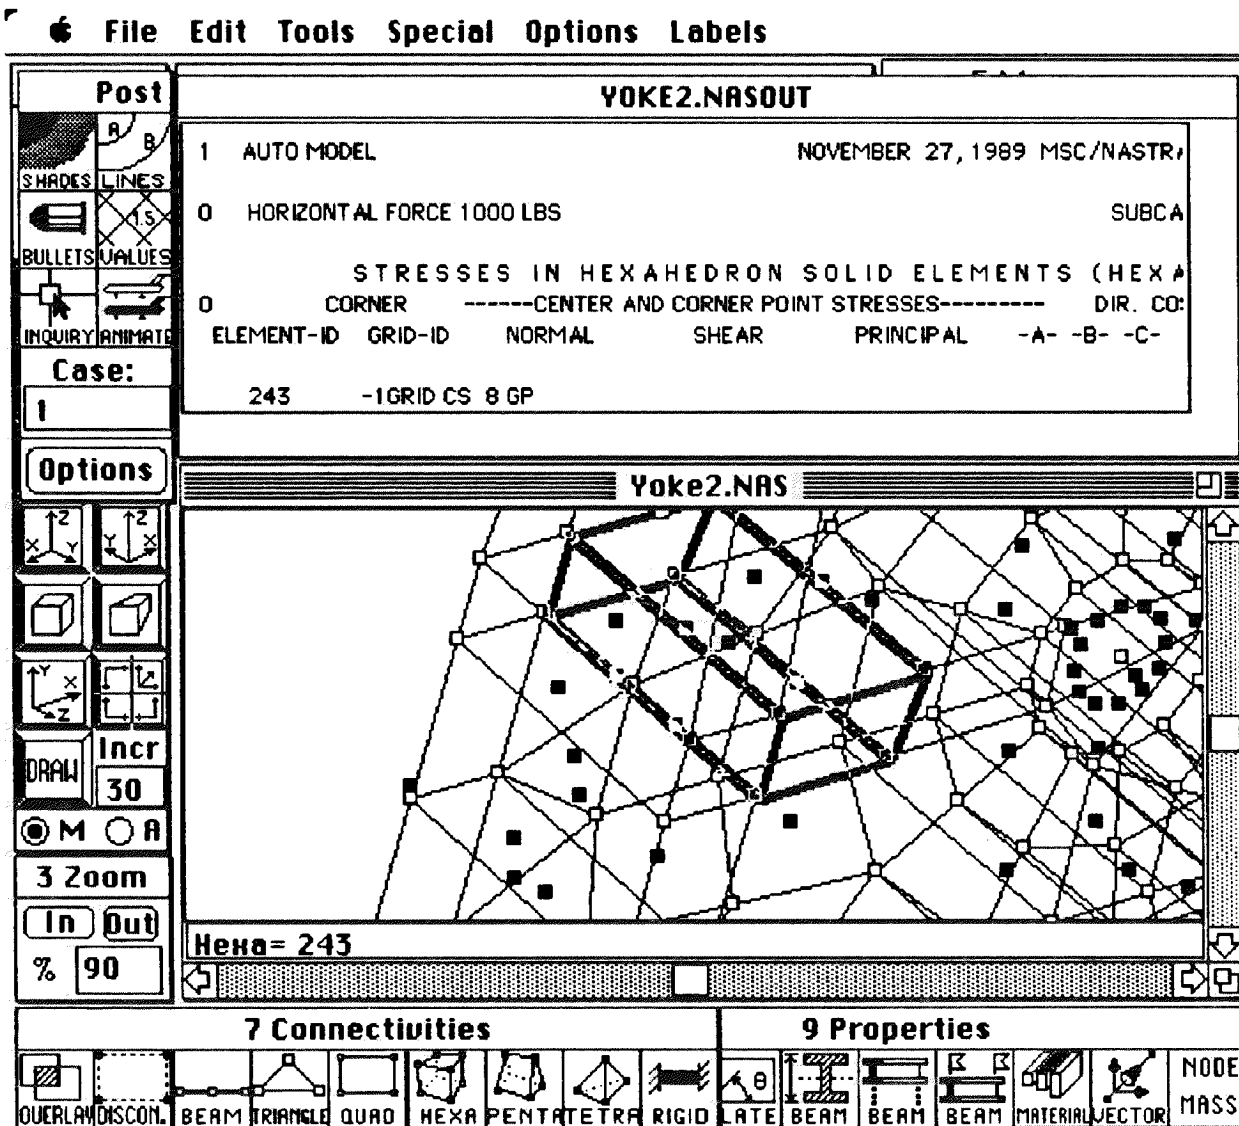 File Edit Tools Special Options Labels
Post
A
B
SHADES LINES
1.5
BULLETS VALUES
INQUIRY ANIMATE
Case:
1
Options
YOKE2.NASOUT
1 AUTO MODEL NOVEMBER 27, 1989 MSC/NASTRA
0 HORIZONTAL FORCE 1000 LBS SUBCA
STRESSES IN HEXAHEDRON SOLID ELEMENTS (HEXA
0 CORNER ------CENTER AND CORNER POINT STRESSES--------- DIR. CO
ELEMENT-ID GRID-ID NORMAL SHEAR PRINCIPAL -A- -B- -C-
243 -1GRID CS 8 GP
Yoke2.NAS
Z Z
X Y Y X
Y X
Z
DRAW Incr
30
M A
3 Zoom
In Out
% 90
Hexa= 243
7 Connectivities
OVERLAY DISCON. BEAM TRIANGLE QUAD HEXA PENTA TETRA RIGID
9 Properties
θ
LATE BEAM BEAM BEAM MATERIAL VECTOR NODE
MASS